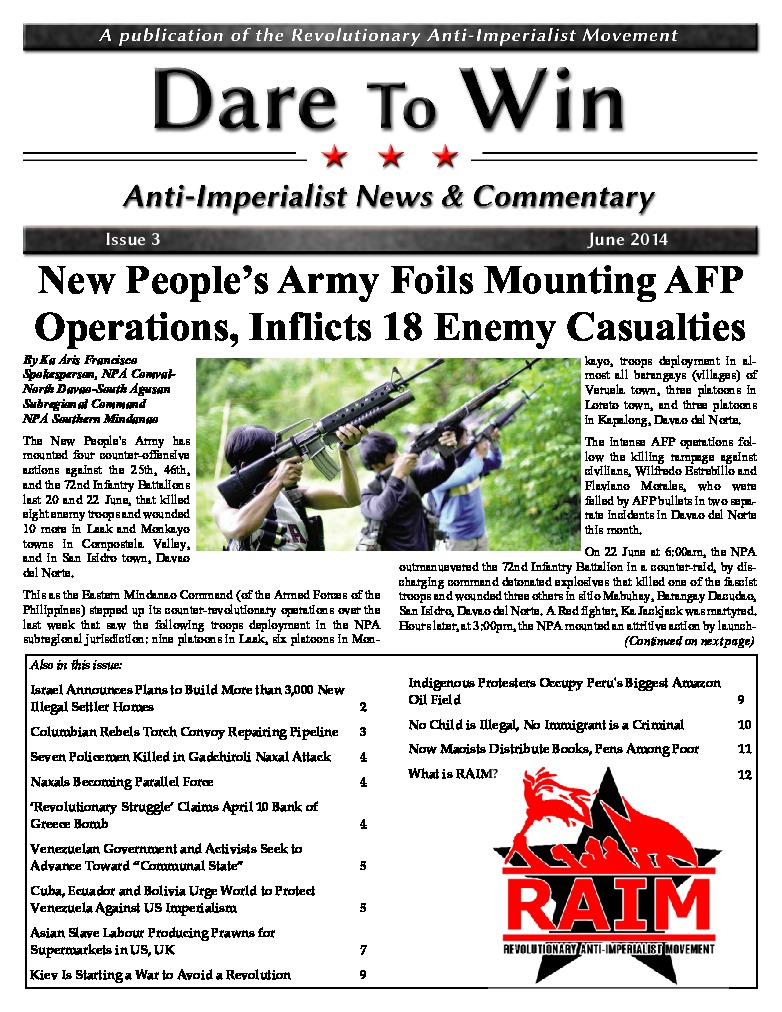 A publication of the Revolutionary Anti-Imperialist Movement
Dare To Win
Anti-Imperialist News & Commentary
Issue 3
June 2014
New People's Army Foils Mounting AFP
Operations, Inflicts 18 Enemy Casualties
By Ka Aris Francisco
Spokesperson, NPA Comval-
North Davao-South Agusan
Subregional Command
NPA Southern Mindanao
The New People's Army has
mounted four counter-offensive
actions against the 25th, 46th,
and the 72nd Infantry Battalions
last 20 and 22 June, that killed
eight enemy troops and wounded
10 more in Laak and Monkayo
towns in Compostela Valley,
and in San Isidro town, Davao
del Norte.
This as the Eastern Mindanao Command (of the Armed Forces of the
Philippines) stepped up its counter-revolutionary operations over the
last week that saw the following troops deployment in the NPA
subregional jurisdiction: nine platoons in Laak, six platoons in Mon-
kayo, troops deployment in al-
most all barangays (villages) of
Veruela town, three platoons in
Loreto town, and three platoons
in Kapalong, Davao del Norte.
The intense AFP operations fol-
low the killing rampage against
civilians, Wilfredo Estrebillo and
Flaviano Morales, who were
felled by AFP bullets in two sepa-
rate incidents in Davao del Norte
this month.
On 22 June at 6:00am, the NPA
outmanuevered the 72nd Infantry Battalion in a counter-raid, by dis-
charging command detonated explosives that killed one of the fascist
troops and wounded three others in sitio Mabuhay, Barangay Dacudao,
San Isidro, Davao del Norte. A Red fighter, Ka Jackjack was martyred.
Hours later, at 3:00pm, the NPA mounted an attritive action by launch-
(Continued on next page)
Also in this issue:
Israel Announces Plans to Build More than 3,000 New
Illegal Settler Homes 2
Columbian Rebels Torch Convoy Repairing Pipeline 3
Seven Policemen Killed in Gadchiroli Naxal Attack 4
Naxals Becoming Parallel Force 4
'Revolutionary Struggle' Claims April 10 Bank of
Greece Bomb 4
Venezuelan Government and Activists Seek to
Advance Toward "Communal State" 5
Cuba, Ecuador and Bolivia Urge World to Protect
Venezuela Against US Imperialism 5
Asian Slave Labour Producing Prawns for
Supermarkets in US, UK 7
Kiev Is Starting a War to Avoid a Revolution 9
Indigenous Protesters Occupy Peru's Biggest Amazon
Oil Field 9
No Child is Illegal, No Immigrant is a Criminal 10
Now Maoists Distribute Books, Pens Among Poor 11
What is RAIM? 12
RAIM
REVOLUTIONARY ANTI-IMPERIALIST MOVEMENT